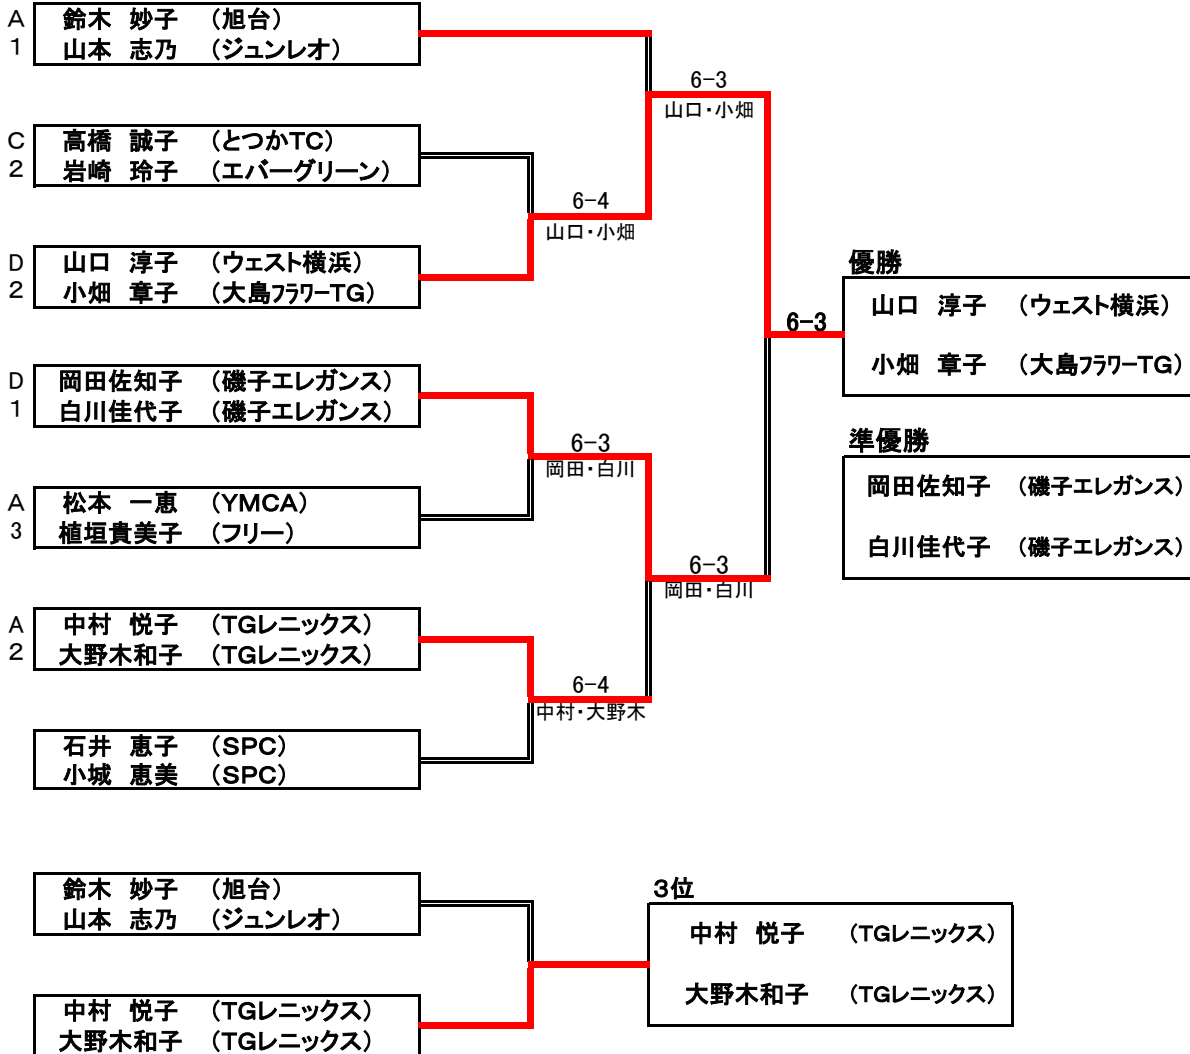 A 鈴木 妙子 (旭台)
1 山本 志乃 (ジュンレオ)
6-3
山口・小畑
C 高橋 誠子 (とつかTC)
2 岩崎 玲子 (エバーグリーン)
6-4
山口・小畑
D 山口 淳子 (ウェスト横浜)
2 小畑 章子 (大島フラワーTG)
優勝
山口 淳子 (ウェスト横浜)
6-3
小畑 章子 (大島フラワーTG)
D 岡田佐知子 (磯子エレガンス)
1 白川佳代子 (磯子エレガンス)
6-3
岡田・白川
準優勝
岡田佐知子 (磯子エレガンス)
白川佳代子 (磯子エレガンス)
A 松本 一恵 (YMCA)
3 植垣貴美子 (フリー)
6-3
岡田・白川
A 中村 悦子 (TGレニックス)
2 大野木和子 (TGレニックス)
6-4
中村・大野木
石井 恵子 (SPC)
小城 恵美 (SPC)
鈴木 妙子 (旭台)
山本 志乃 (ジュンレオ)
3位
中村 悦子 (TGレニックス)
大野木和子 (TGレニックス)
中村 悦子 (TGレニックス)
大野木和子 (TGレニックス)